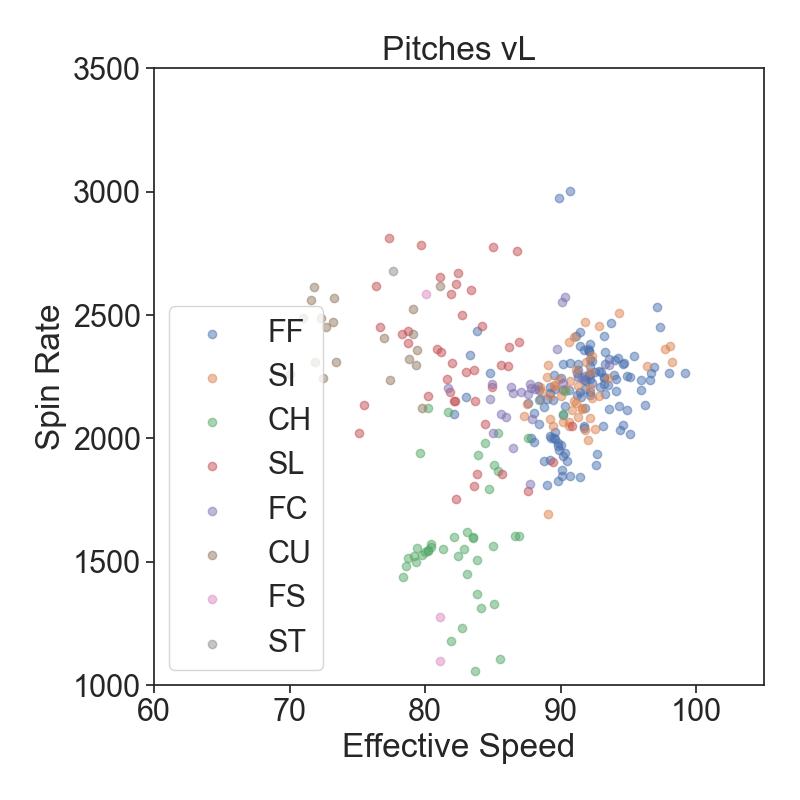 Pitches vL
3500
3000
2500
2000
1500
1000
Spin Rate
FF
SI
CH
SL
FC
CU
FS
ST
60
70
80
90
100
Effective Speed